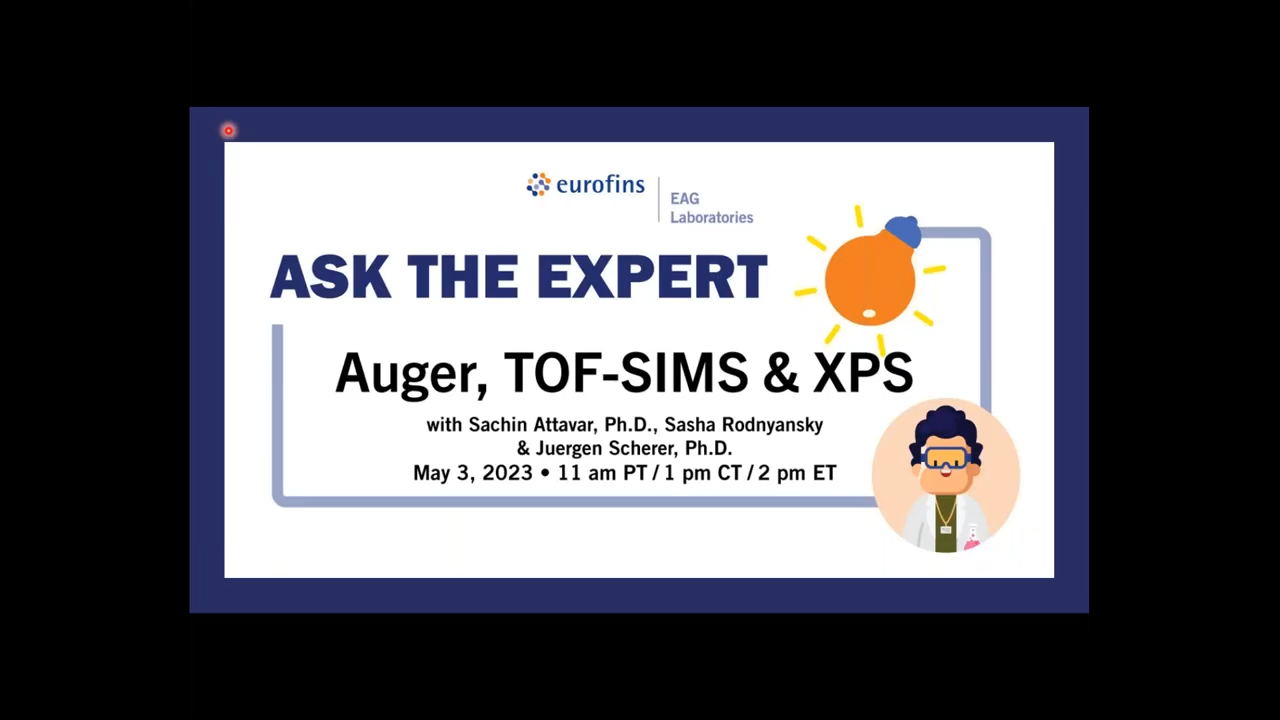 eurofins
EAG
Laboratories
ASK THE EXPERT
Auger, TOF-SIMS & XPS
with Sachin Attavar, Ph.D., Sasha Rodnyansky
& Juergen Scherer, Ph.D.
May 3, 2023 • 11 am PT / 1 pm CT / 2 pm ET